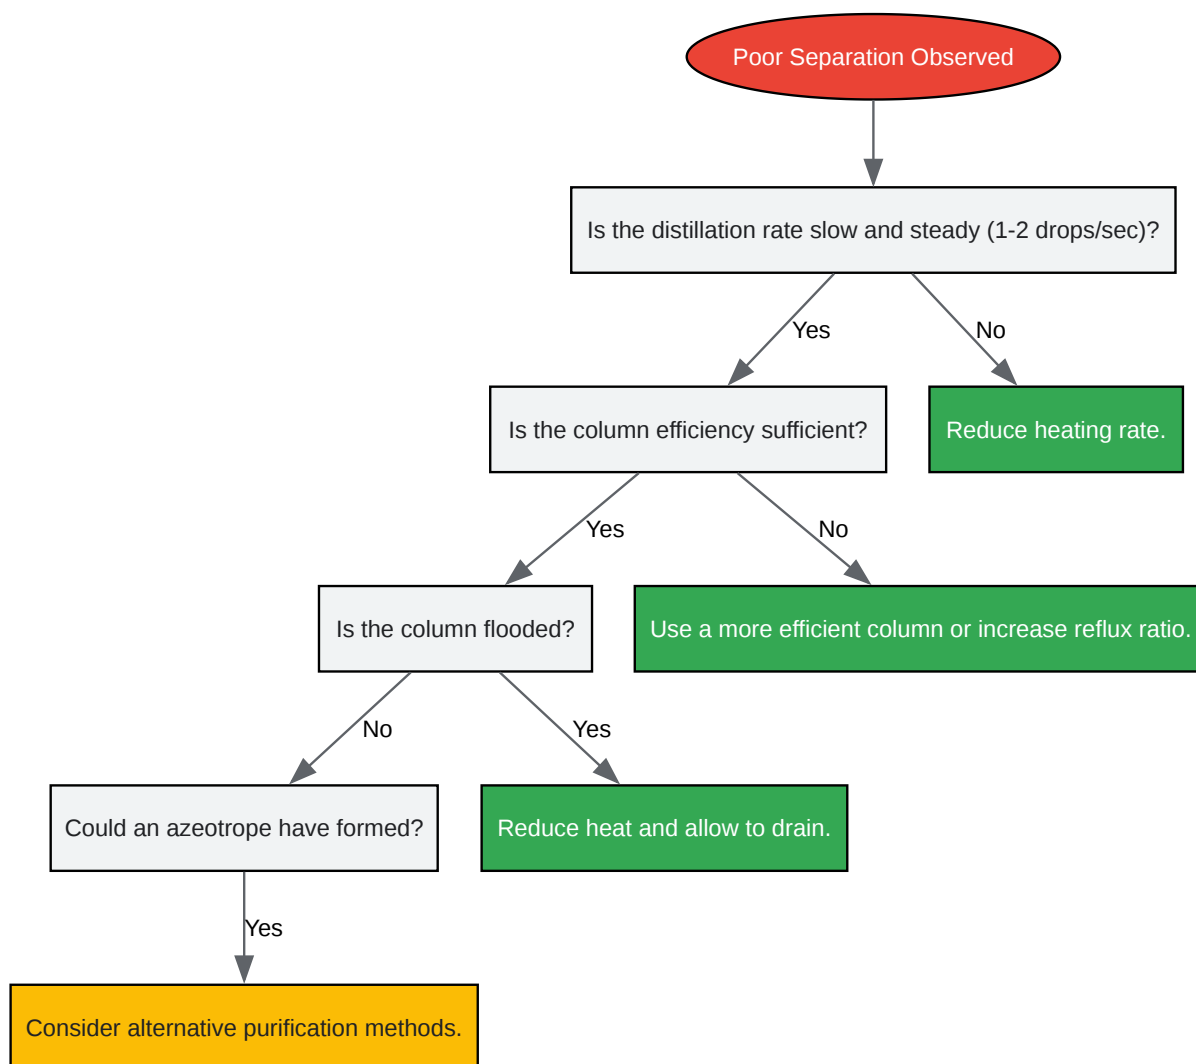 Poor Separation Observed
Is the distillation rate slow and steady (1-2 drops/sec)?
Yes
No
Is the column efficiency sufficient?
Reduce heating rate.
Yes
No
Is the column flooded?
Use a more efficient column or increase reflux ratio.
No
Yes
Could an azeotrope have formed?
Reduce heat and allow to drain.
Yes
Consider alternative purification methods.